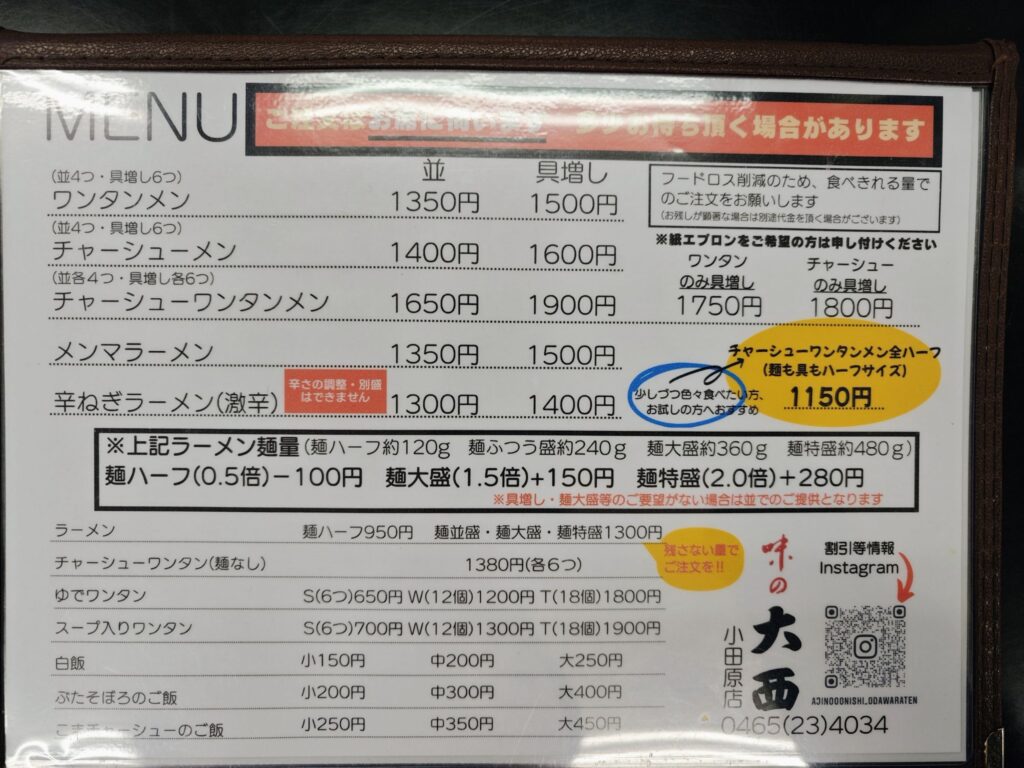 MENU
ご注文はお席に伺います 多少お待ち頂く場合があります
並 具増し
(並4つ・具増し6つ)
ワンタンメン 1350円 1500円
(並4つ・具増し6つ)
チャーシューメン 1400円 1600円
(並各4つ・具増し各6つ)
チャーシューワンタンメン 1650円 1900円
フードロス削減のため、食べきれる量で
のご注文をお願いします
(お残しが顕著な場合は別途代金を頂く場合がございます)
※紙エプロンをご希望の方は申し付けください
ワンタン チャーシュー
のみ具増し のみ具増し
1750円 1800円
メンマラーメン 1350円 1500円
辛ねぎラーメン(激辛) 1300円 1400円
辛さの調整・別盛
はできません
チャーシューワンタンメン全ハーフ
(麺も具もハーフサイズ)
1150円
少しづつ色々食べたい方、
お試しの方へおすすめ
※上記ラーメン麺量(麺ハーフ約120g 麺ふつう盛約240g 麺大盛約360g 麺特盛約480g)
麺ハーフ(0.5倍)−100円 麺大盛(1.5倍)+150円 麺特盛(2.0倍)+280円
※具増し・麺大盛等のご要望がない場合は並でのご提供となります
ラーメン 麺ハーフ950円 麺並盛・麺大盛・麺特盛1300円
チャーシューワンタン(麺なし) 1380円(各6つ)
ゆでワンタン S(6つ)650円 W(12個)1200円 T(18個)1800円
スープ入りワンタン S(6つ)700円 W(12個)1300円 T(18個)1900円
白飯 小150円 中200円 大250円
ぶたそぼろのご飯 小200円 中300円 大400円
こまチャーシューのご飯 小250円 中350円 大450円
残さない量で
ご注文を!!
味の大西
小田原店
割引等情報
Instagram
AJINOOONISHI_ODAWARATEN
0465(23)4034